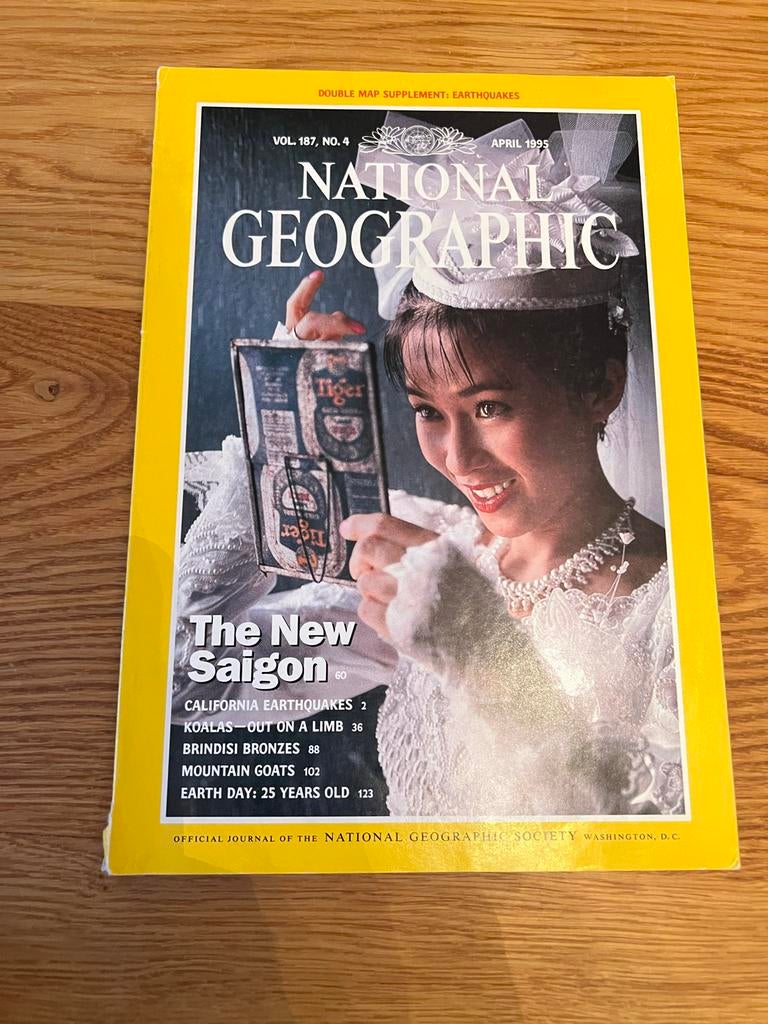 DOUBLE MAP SUPPLEMENT: EARTHQUAKES
VOL. 187, NO. 4 APRIL 1995
NATIONAL
GEOGRAPHIC
Tiger
Tiger
The New
Saigon 60
CALIFORNIA EARTHQUAKES 2
KOALAS—OUT ON A LIMB 36
BRINDISI BRONZES 88
MOUNTAIN GOATS 102
EARTH DAY: 25 YEARS OLD 123
OFFICIAL JOURNAL OF THE NATIONAL GEOGRAPHIC SOCIETY WASHINGTON, D.C.